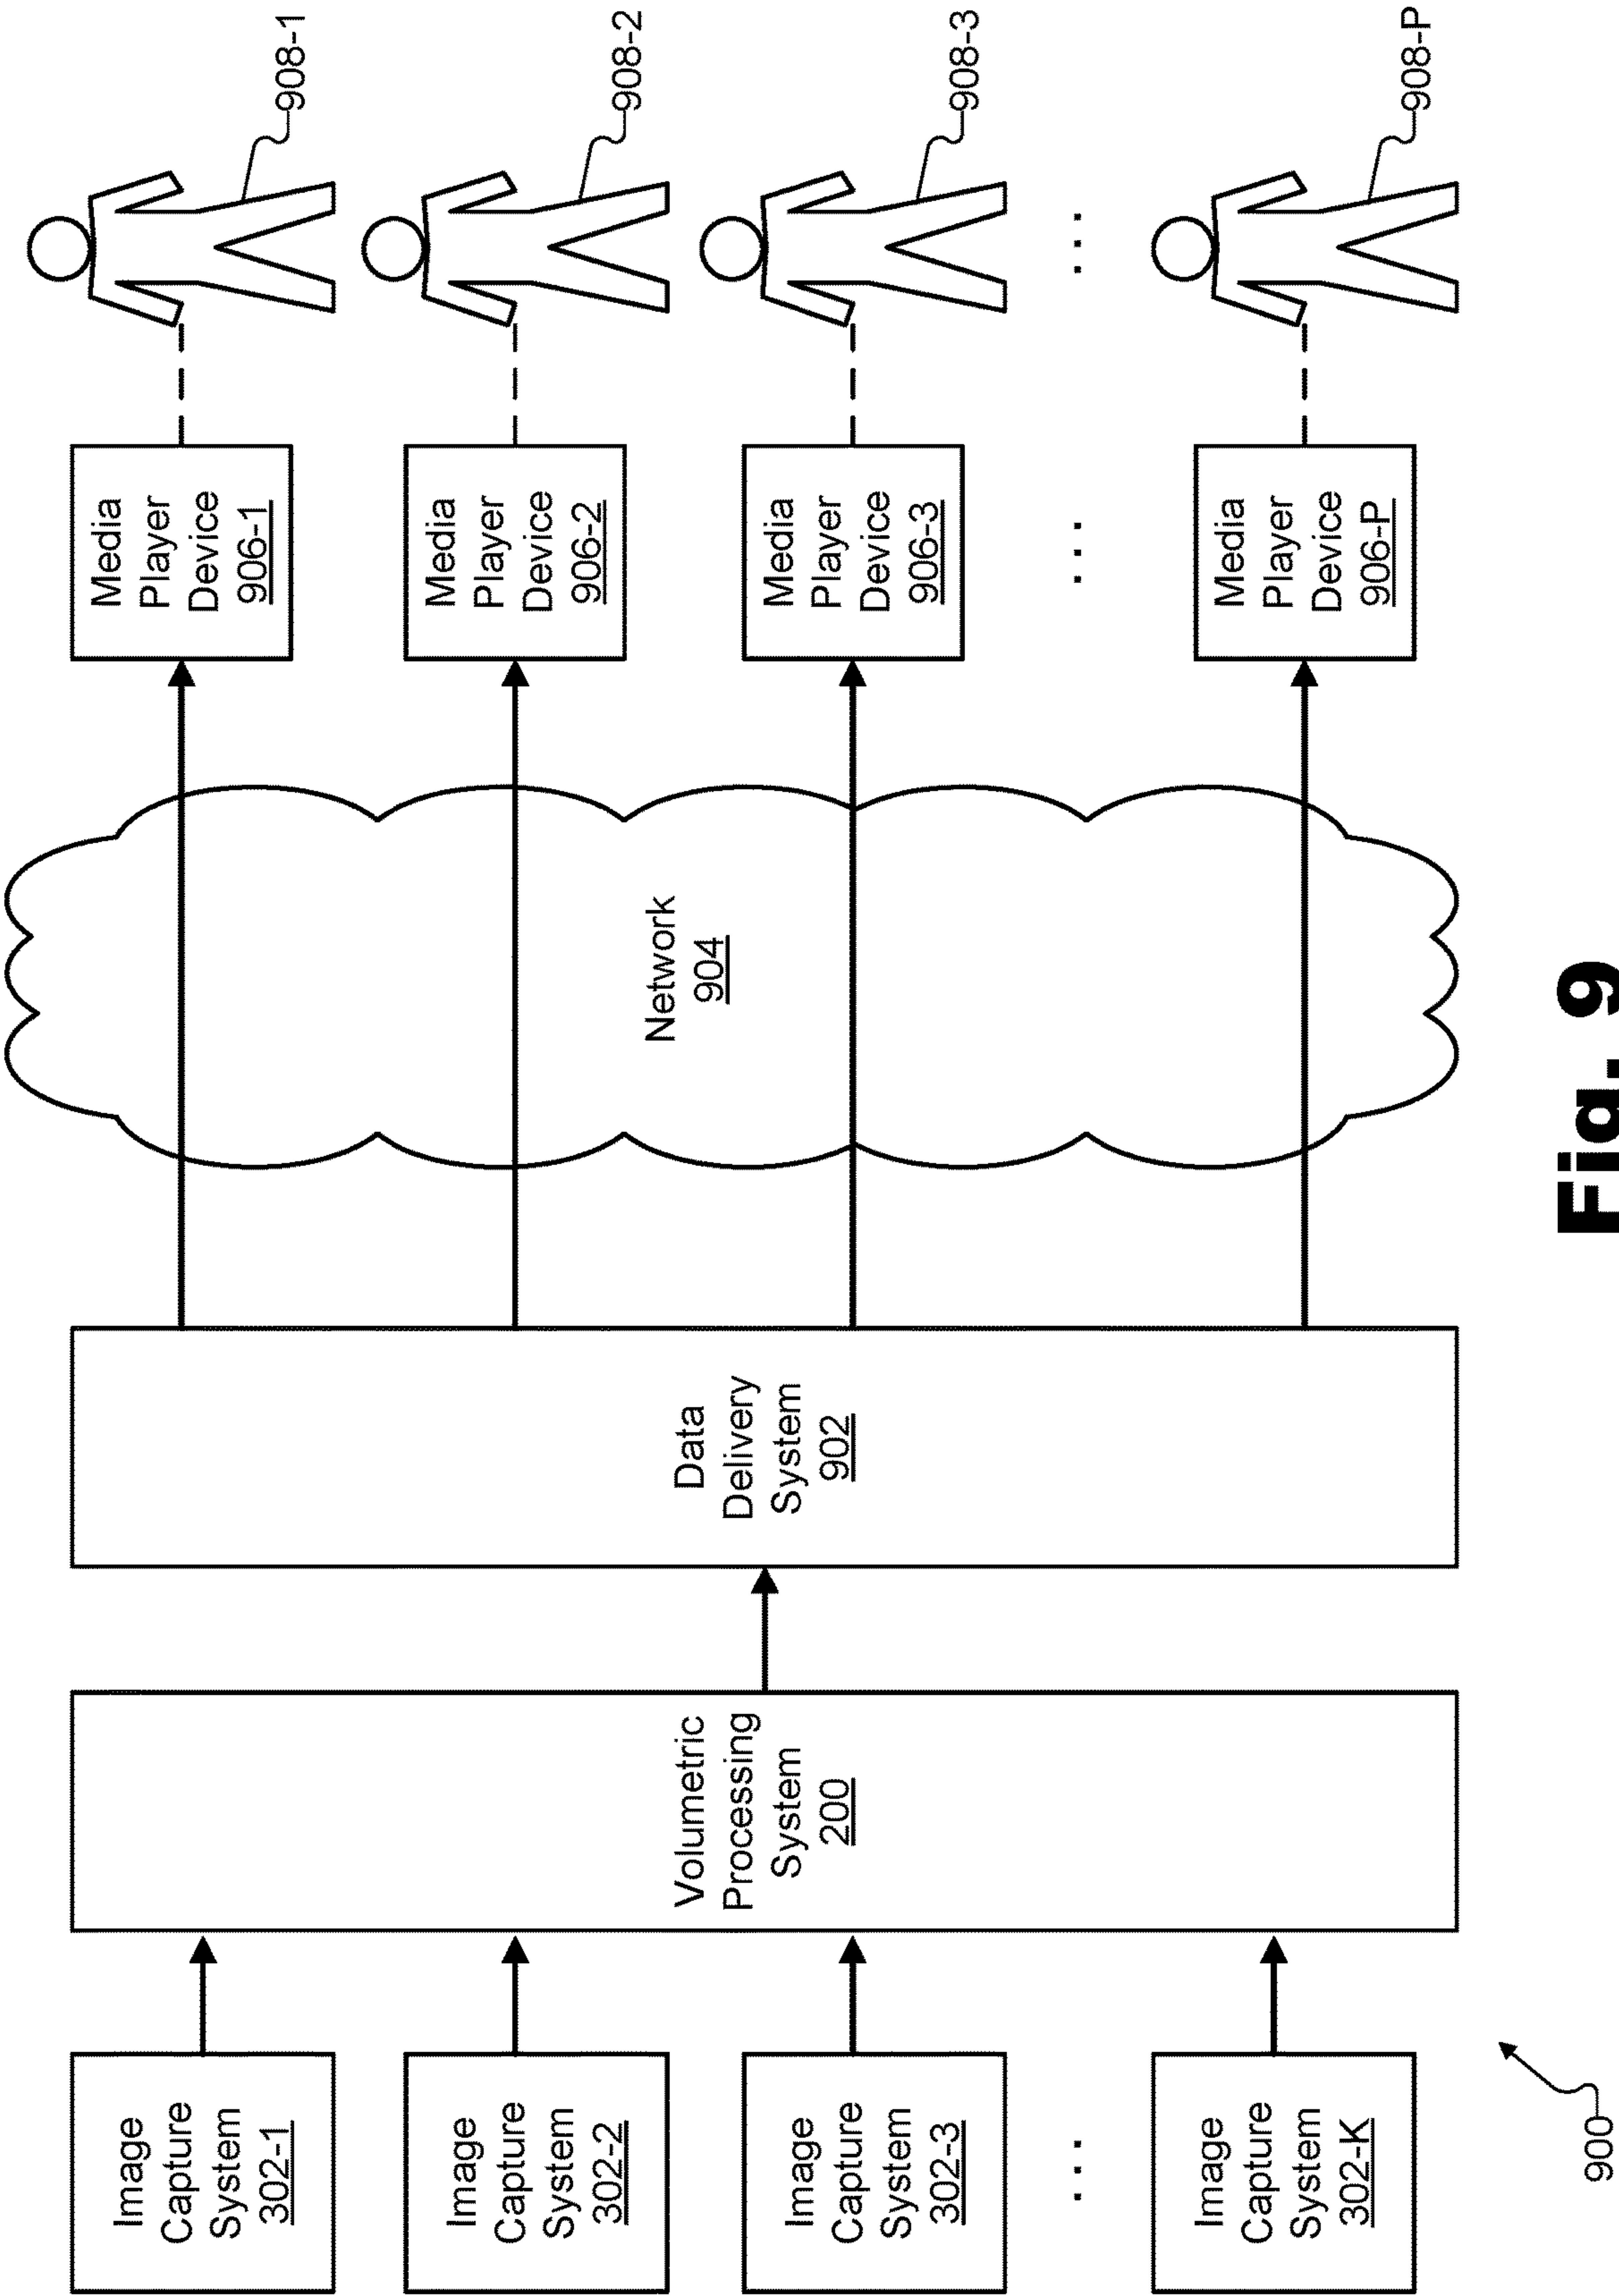 Image
Capture
System
302-1
Image
Capture
System
302-2
Image
Capture
System
302-3
...
Image
Capture
System
302-K
Volumetric
Processing
System
200
Data
Delivery
System
902
Network
904
Media
Player
Device
906-1
Media
Player
Device
906-2
Media
Player
Device
906-3
...
Media
Player
Device
906-P
908-1
908-2
908-3
...
908-P
900
Fig. 9